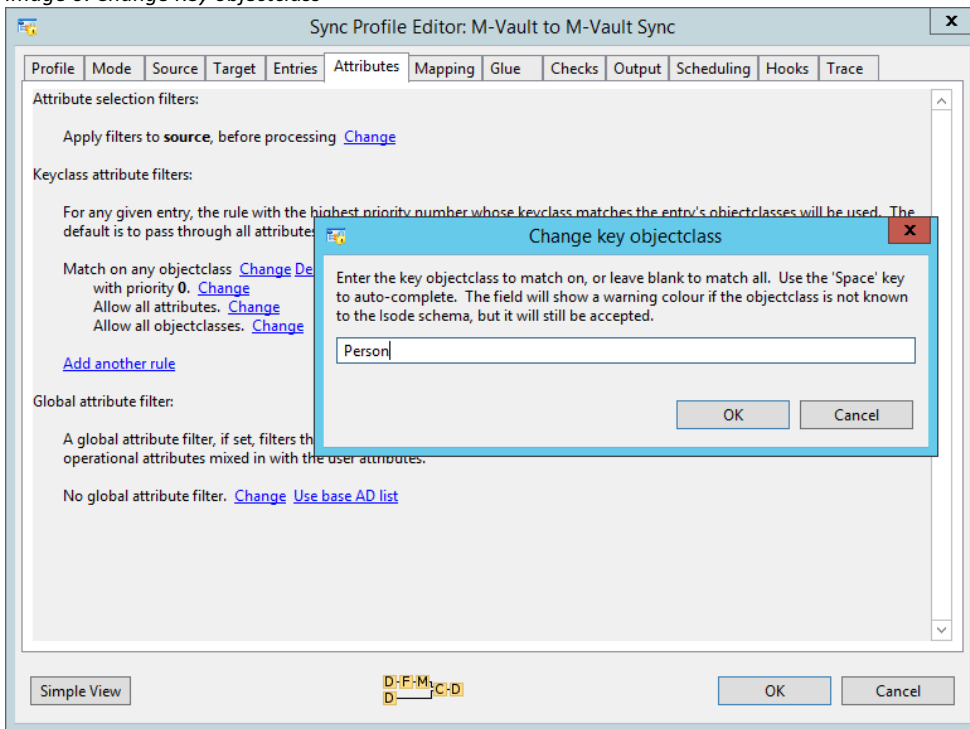 Sync Profile Editor: M-Vault to M-Vault Sync
x
Profile Mode Source Target Entries Attributes Mapping Glue Checks Output Scheduling Hooks Trace
Attribute selection filters:
Apply filters to source, before processing Change
Keyclass attribute filters:
For any given entry, the rule with the highest priority number whose keyclass matches the entry's objectclasses will be used. The
default is to pass through all attributes
Change key objectclass
x
Match on any objectclass Change De
with priority 0. Change
Allow all attributes. Change
Allow all objectclasses. Change
Enter the key objectclass to match on, or leave blank to match all. Use the 'Space' key
to auto-complete. The field will show a warning colour if the objectclass is not known
to the Isode schema, but it will still be accepted.
Person
OK Cancel
Add another rule
Global attribute filter:
A global attribute filter, if set, filters th
operational attributes mixed in with the user attributes.
No global attribute filter. Change Use base AD list
Simple View
D-F-M
D C-D
OK Cancel